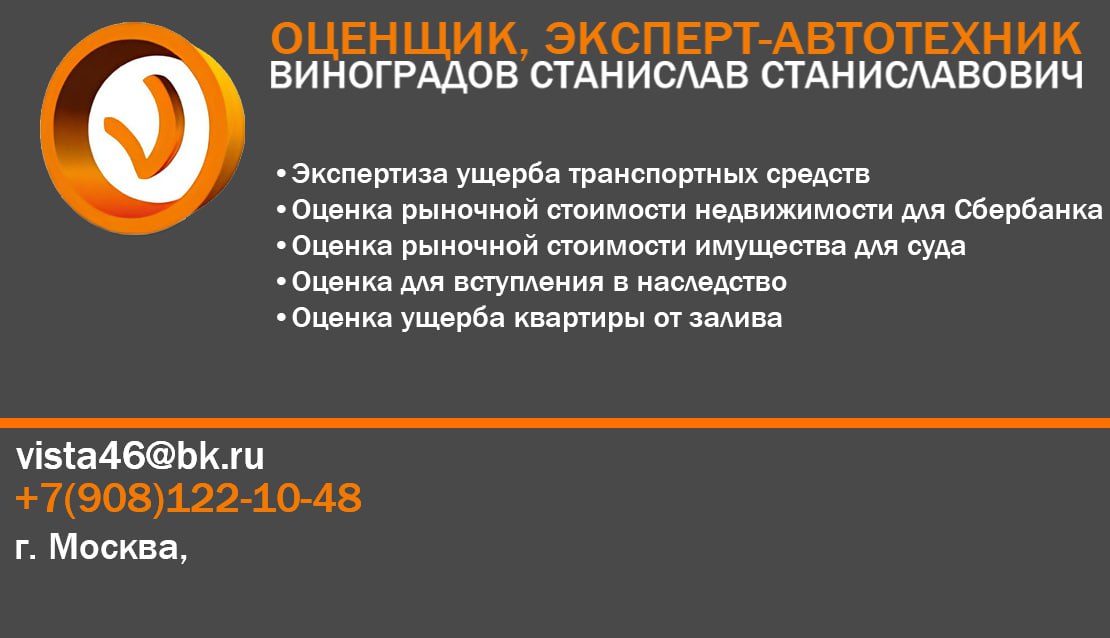 ОЦЕНЩИК, ЭКСПЕРТ-АВТОТЕХНИК
ВИНОГРАДОВ СТАНИСЛАВ СТАНИСЛАВОВИЧ
•Экспертиза ущерба транспортных средств
•Оценка рыночной стоимости недвижимости для Сбербанка
•Оценка рыночной стоимости имущества для суда
•Оценка для вступления в наследство
•Оценка ущерба квартиры от залива
vista46@bk.ru
+7(908)122-10-48
г. Москва,